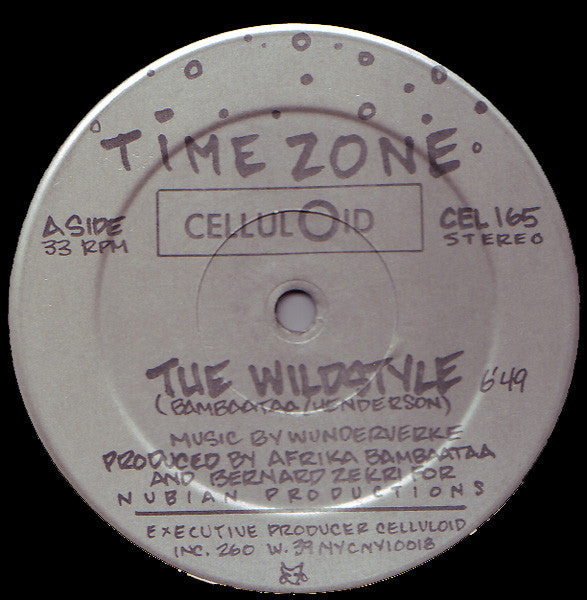 TIME ZONE
CELLULOID
A SIDE
33 RPM
CEL 165
STEREO
THE WILDSTYLE 6'49
(BAMBAATAA/HENDERSON)
MUSIC BY WUNDERVERKE
PRODUCED BY AFRIKA BAMBAATAA
AND BERNARD ZEKRI FOR
NUBIAN PRODUCTIONS
EXECUTIVE PRODUCER CELLULOID
INC. 260 W. 39 NYCNY10018